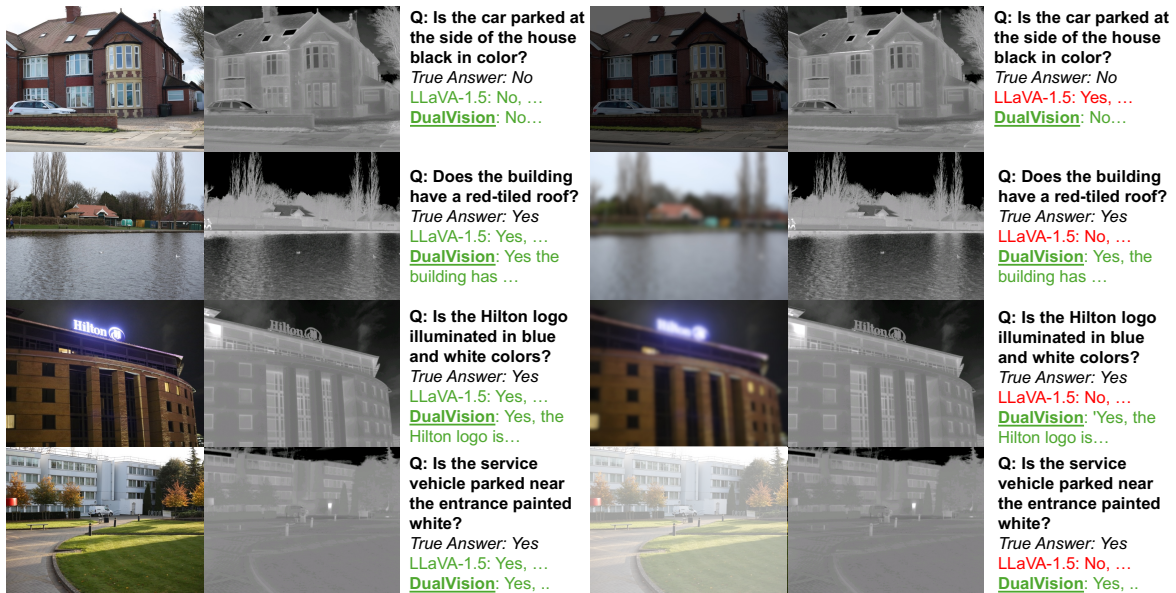 Q: Is the car parked at
the side of the house
black in color?
True Answer: No
LLaVA-1.5: No, …
DualVision: No…
Q: Is the car parked at
the side of the house
black in color?
True Answer: No
LLaVA-1.5: Yes, …
DualVision: No…
Q: Does the building
have a red-tiled roof?
True Answer: Yes
LLaVA-1.5: Yes, …
DualVision: Yes the
building has …
Q: Does the building
have a red-tiled roof?
True Answer: Yes
LLaVA-1.5: No, …
DualVision: Yes, the
building has …
Hilton
Hilton
Q: Is the Hilton logo
illuminated in blue
and white colors?
True Answer: Yes
LLaVA-1.5: Yes, …
DualVision: Yes, the
Hilton logo is…
Hilton
Hilton
Q: Is the Hilton logo
illuminated in blue
and white colors?
True Answer: Yes
LLaVA-1.5: No, …
DualVision: 'Yes, the
Hilton logo is…
Q: Is the service
vehicle parked near
the entrance painted
white?
True Answer: Yes
LLaVA-1.5: Yes, …
DualVision: Yes, ..
Q: Is the service
vehicle parked near
the entrance painted
white?
True Answer: Yes
LLaVA-1.5: No, …
DualVision: Yes, ..